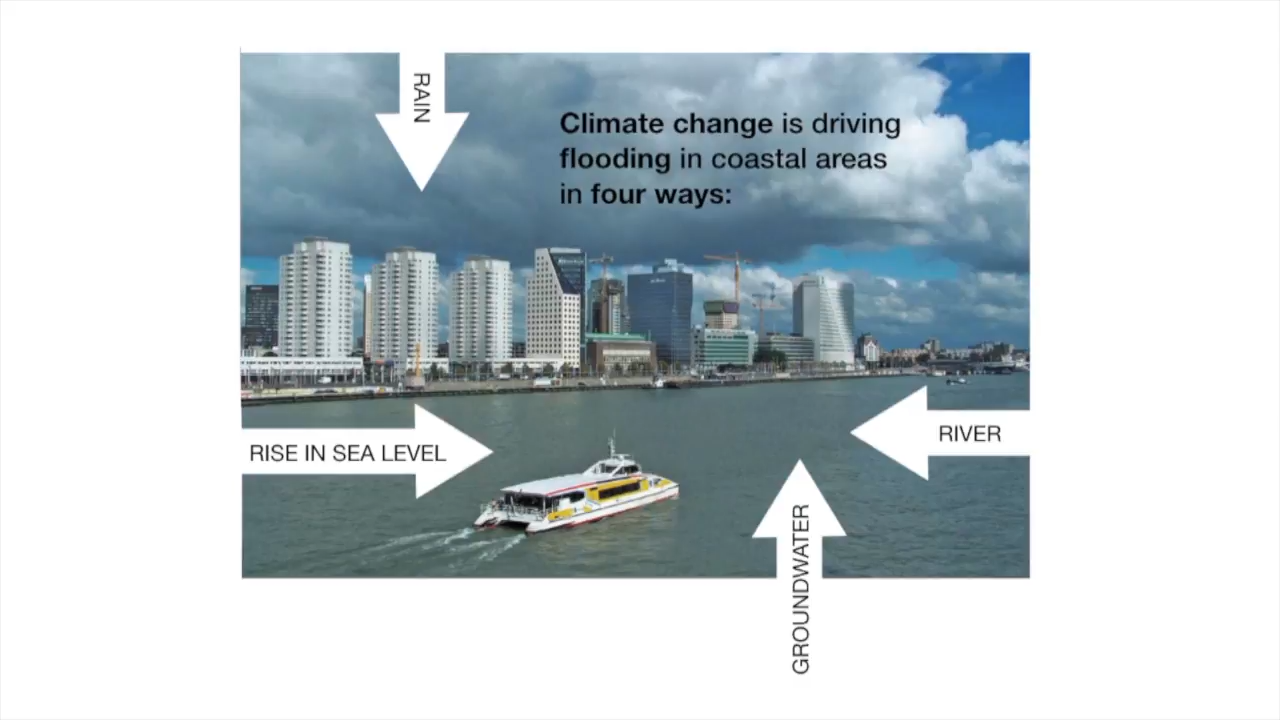 RAIN
Climate change is driving
flooding in coastal areas
in four ways:
RISE IN SEA LEVEL
RIVER
GROUNDWATER